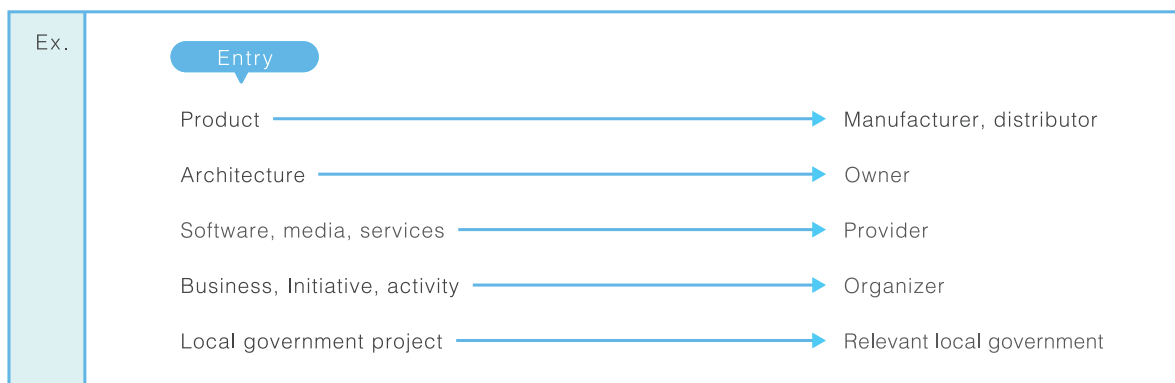 Ex.
Entry
Product Manufacturer, distributor
Architecture Owner
Software, media, services Provider
Business, Initiative, activity Organizer
Local government project Relevant local government